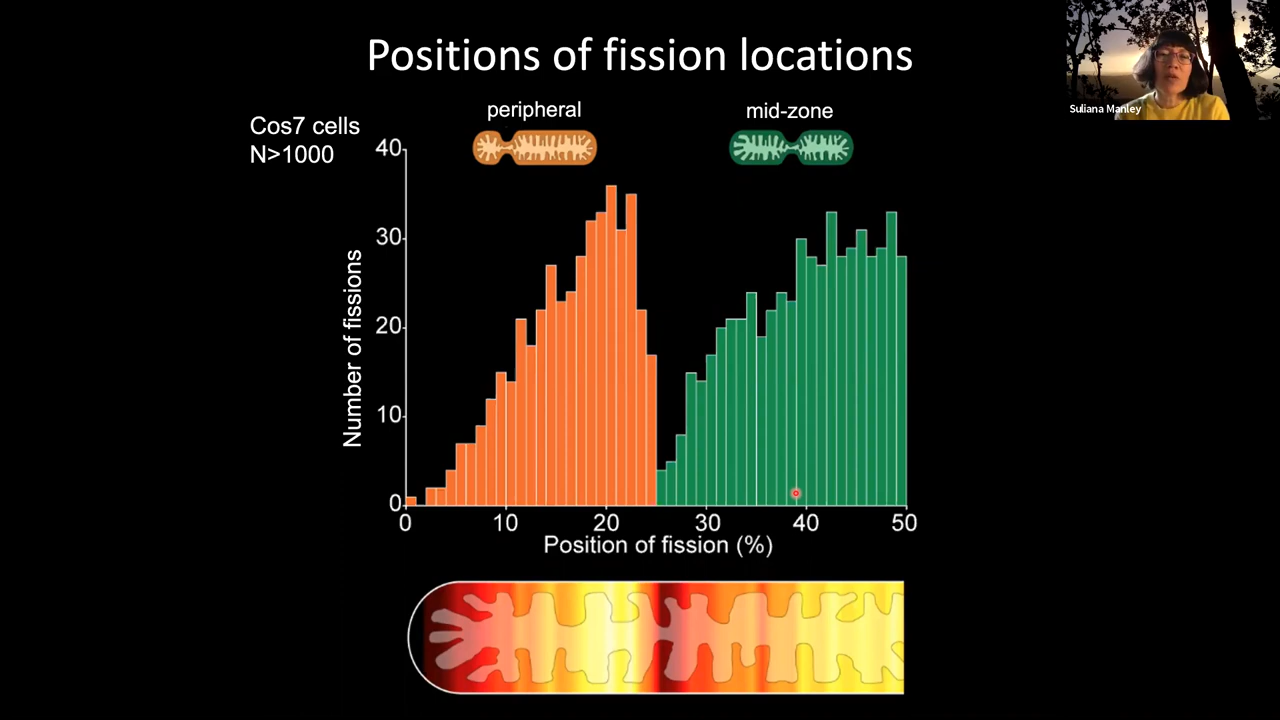 Positions of fission locations
Suliana Manley
peripheral
mid-zone
Cos7 cells
N>1000
40
30
20
10
0
Number of fissions
0 10 20 30 40 50
Position of fission (%)